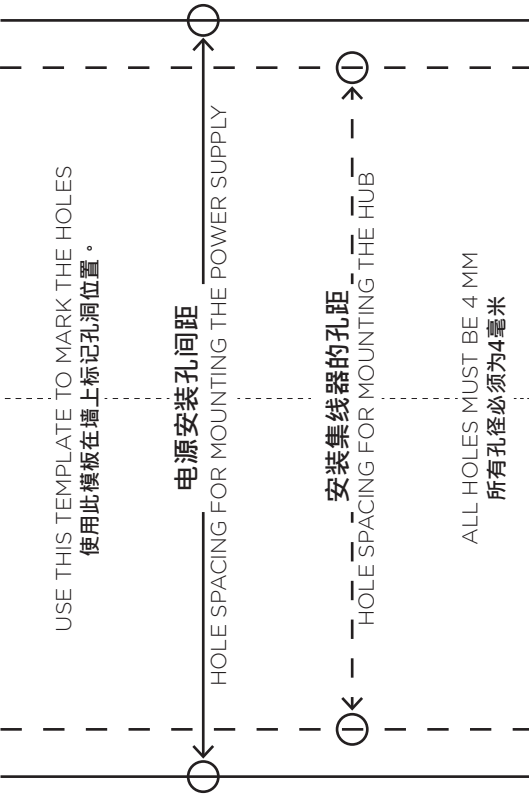 USE THIS TEMPLATE TO MARK THE HOLES
使用此模板在墙上标记孔洞位置。
电源安装孔间距
HOLE SPACING FOR MOUNTING THE POWER SUPPLY
安装集线器的孔距
HOLE SPACING FOR MOUNTING THE HUB
ALL HOLES MUST BE 4 MM
所有孔径必须为4毫米